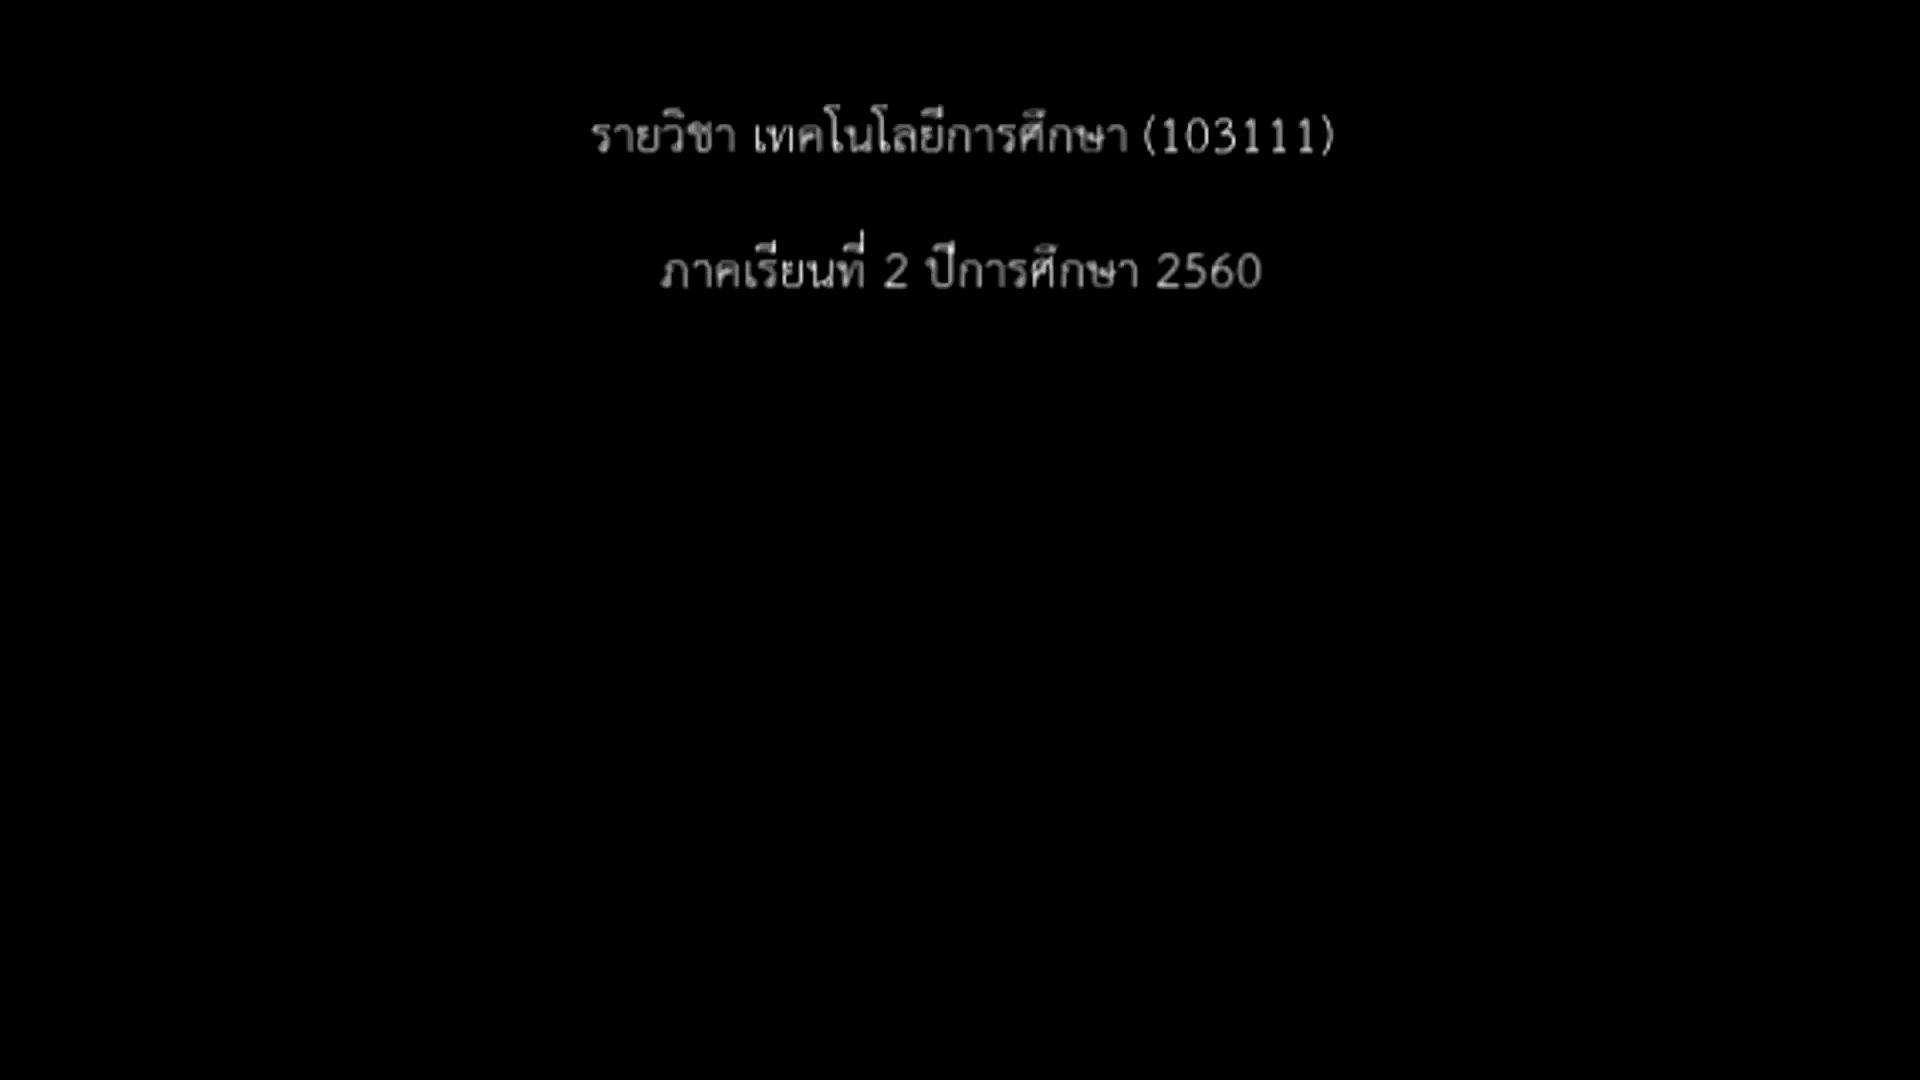 รายวิชา เทคโนโลยีการศึกษา (103111)
ภาคเรียนที่ 2 ปีการศึกษา 2560